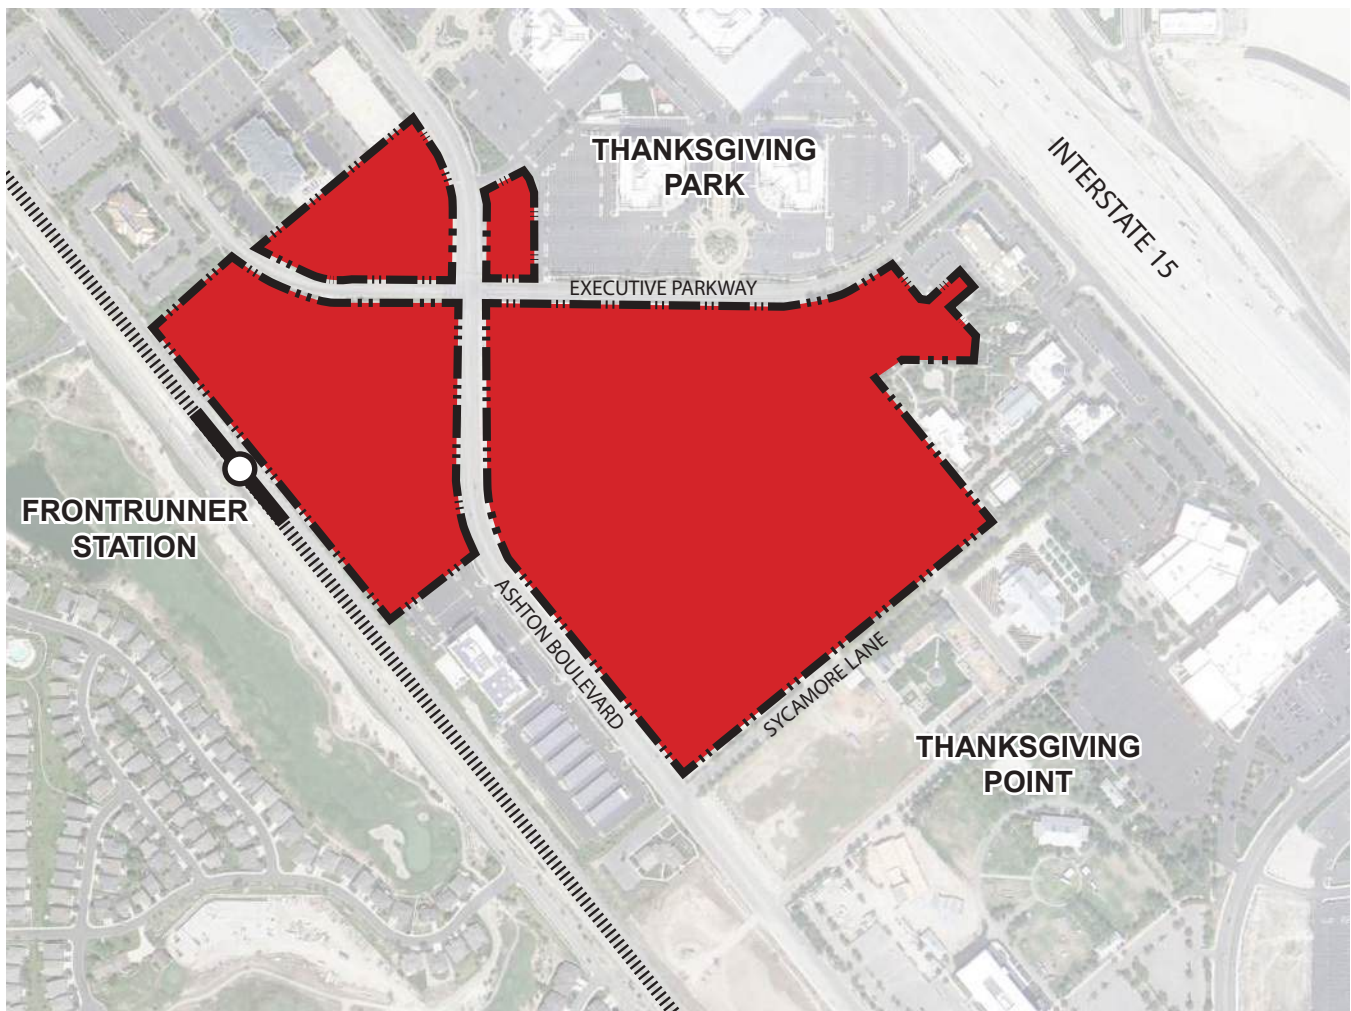 THANKSGIVING
PARK
INTERSTATE 15
EXECUTIVE PARKWAY
FRONTRUNNER
STATION
ASHTON BOULEVARD
SYCAMORE LANE
THANKSGIVING
POINT